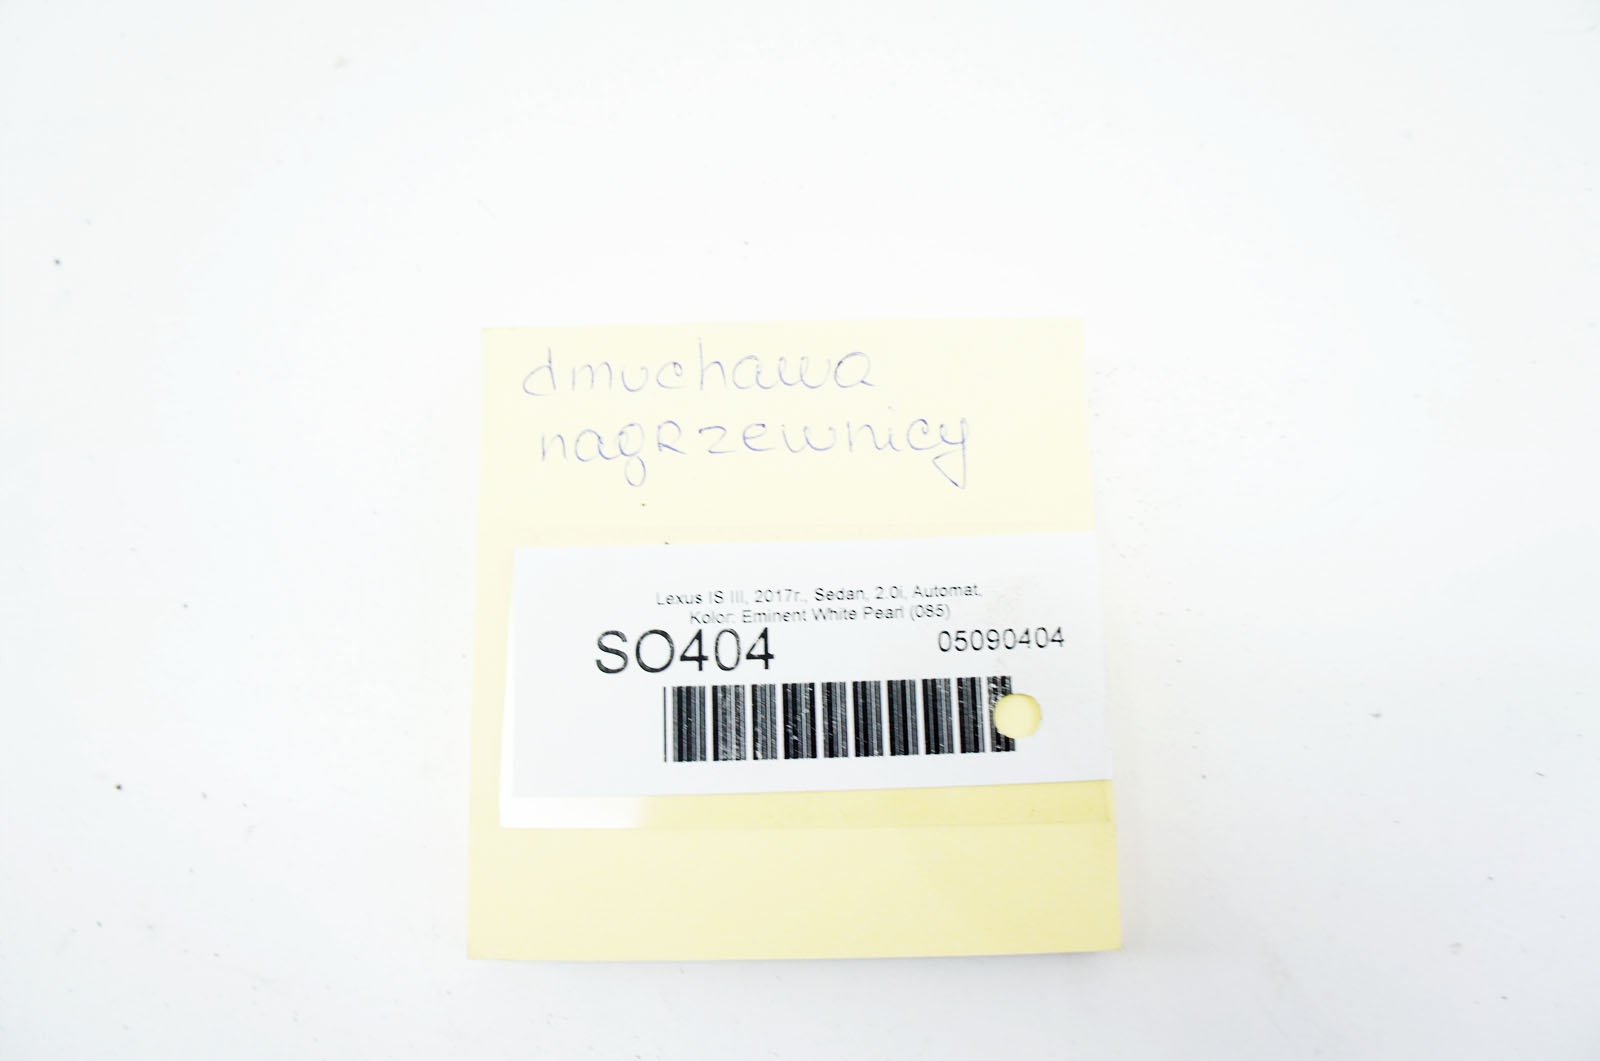 dmuchawa
nagrzewnicy
Lexus IS III, 2017r., Sedan, 2.0i, Automat,
Kolor: Eminent White Pearl (085)
SO404 05090404